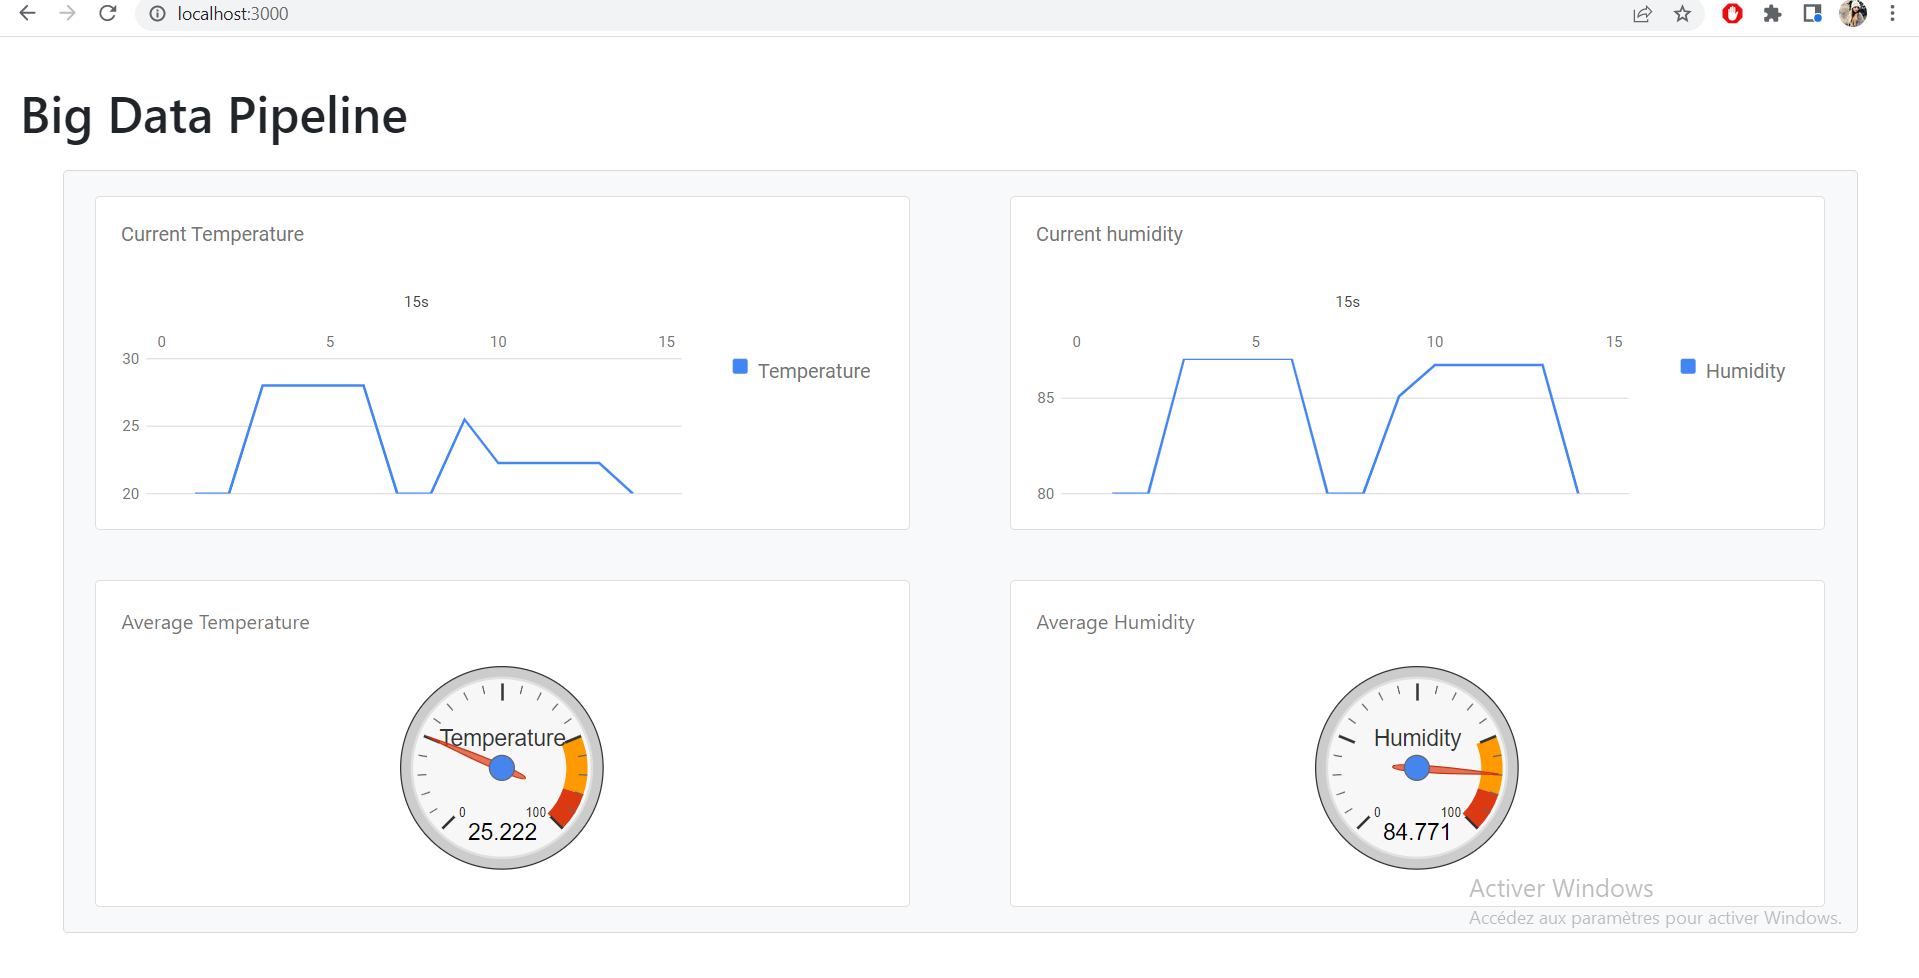 localhost:3000
Big Data Pipeline
Current Temperature
15s
0 5 10 15
30
25
20
Temperature
Current humidity
15s
0 5 10 15
85
80
Humidity
Average Temperature
Temperature
0 100
25.222
Average Humidity
Humidity
0 100
84.771
Activer Windows
Accédez aux paramètres pour activer Windows.